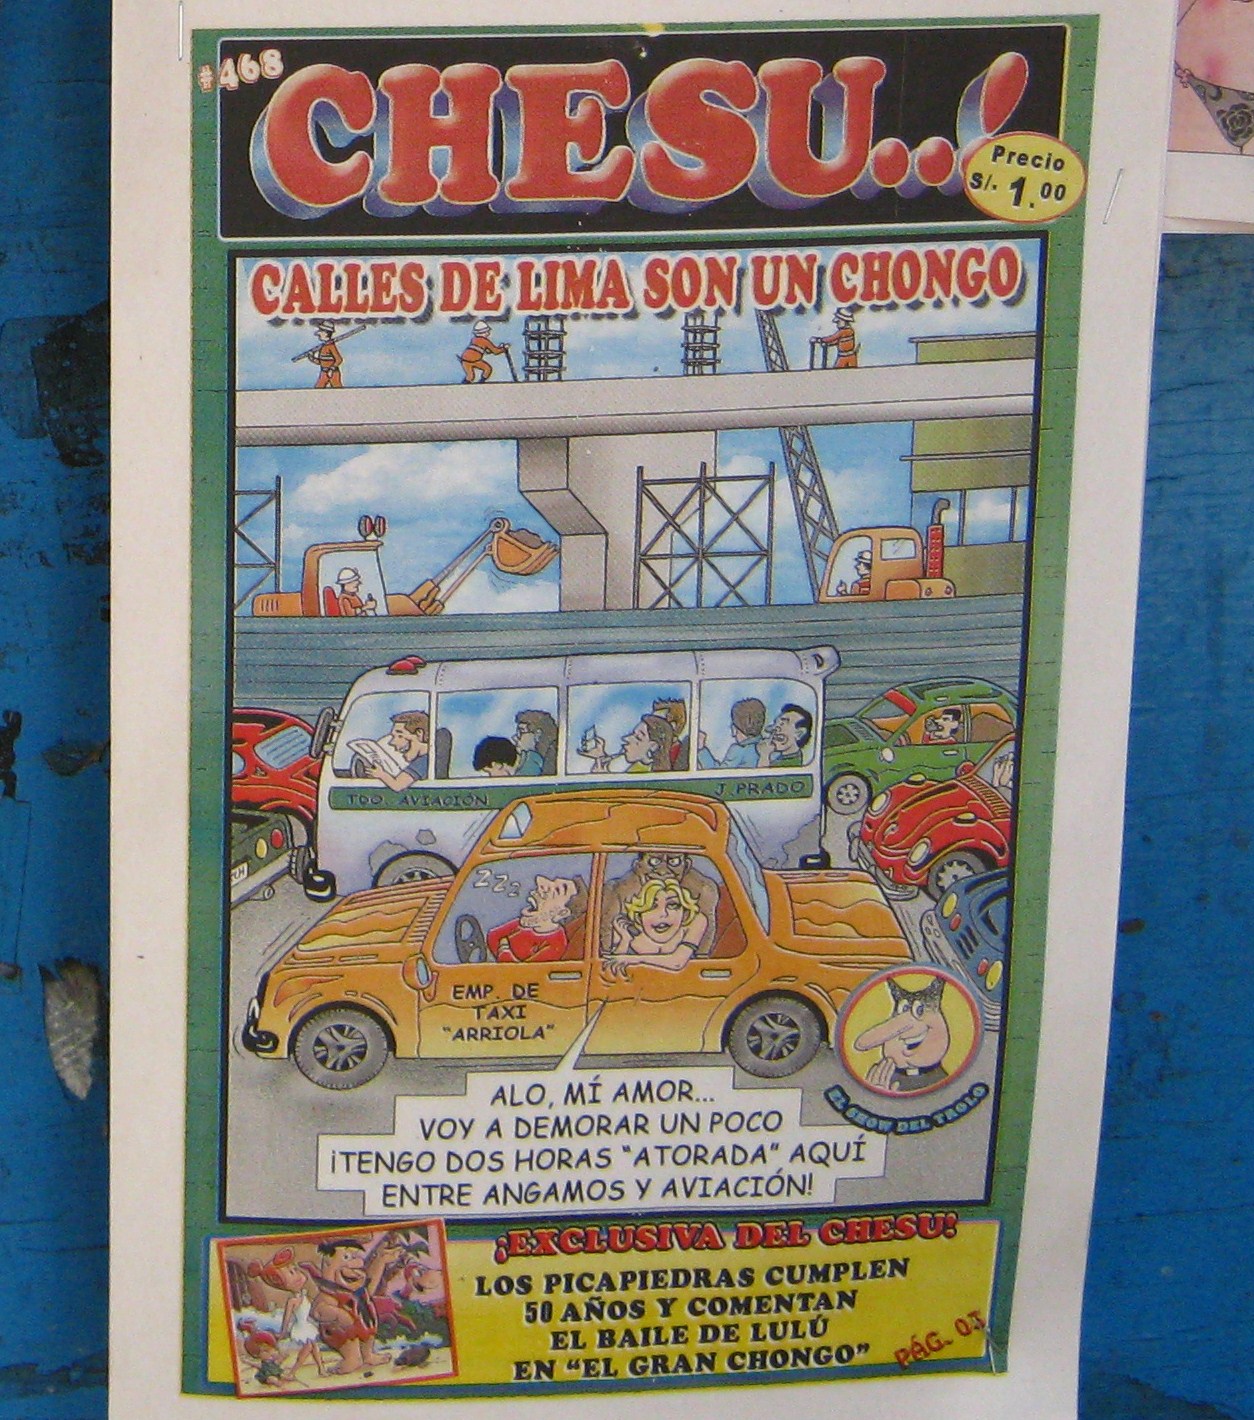 #468
CHESU..!
Precio
S/. 1.00
CALLES DE LIMA SON UN CHONGO
TDO. AVIACIÓN
J. PRADO
ZZZ
EMP. DE
TAXI
"ARRIOLA"
ALO, MÍ AMOR...
VOY A DEMORAR UN POCO
¡TENGO DOS HORAS "ATORADA" AQUÍ
ENTRE ANGAMOS Y AVIACIÓN!
EL SHOW DEL TROLO
¡EXCLUSIVA DEL CHESU!
LOS PICAPIEDRAS CUMPLEN
50 AÑOS Y COMENTAN
EL BAILE DE LULÚ
EN "EL GRAN CHONGO"
PÁG. 03